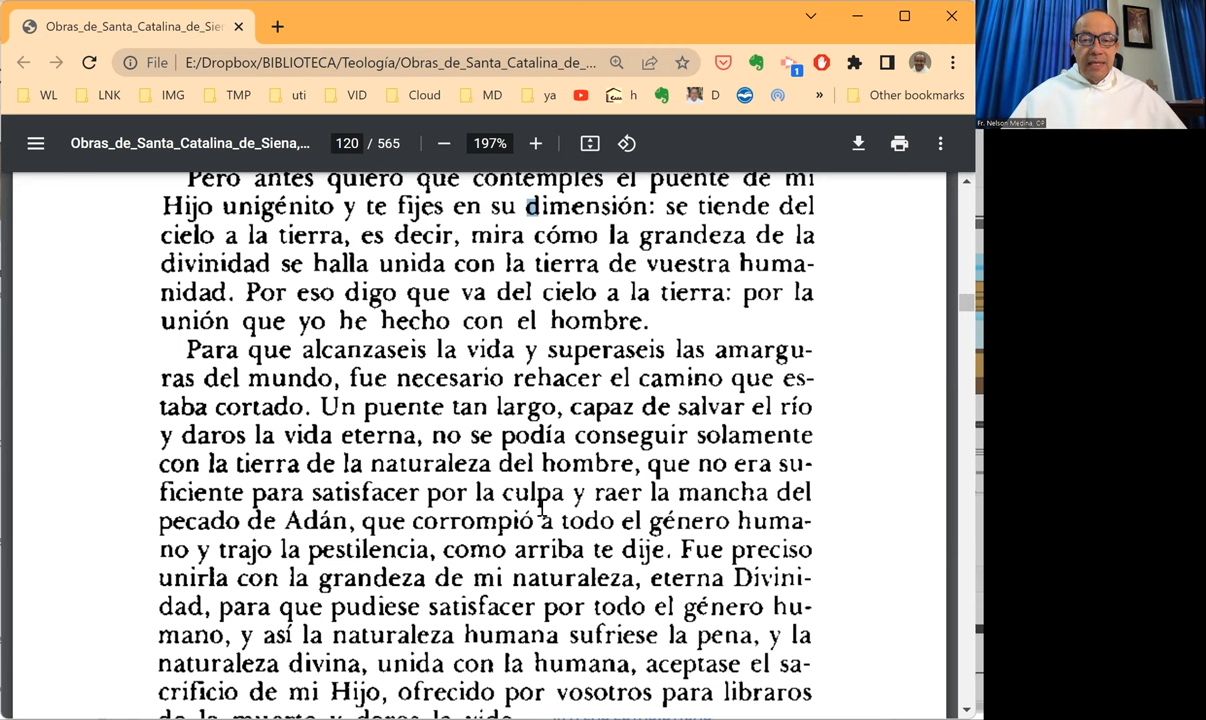 Obras_de_Santa_Catalina_de_Sie
File
E:/Dropbox/BIBLIOTECA/Teología/Obras_de_Santa_Catalina_de_...
1
WL LNK IMG TMP uti VID Cloud MD ya h D » Other bookmarks
Obras_de_Santa_Catalina_de_Siena,... 120 / 565 197%
Fr. Nelson Medina, OP
Pero antes quiero que contemples el puente de mi
Hijo unigénito y te fijes en su dimensión: se tiende del
cielo a la tierra, es decir, mira cómo la grandeza de la
divinidad se halla unida con la tierra de vuestra huma-
nidad. Por eso digo que va del cielo a la tierra: por la
unión que yo he hecho con el hombre.
Para que alcanzaseis la vida y superaseis las amargu-
ras del mundo, fue necesario rehacer el camino que es-
taba cortado. Un puente tan largo, capaz de salvar el río
y daros la vida eterna, no se podía conseguir solamente
con la tierra de la naturaleza del hombre, que no era su-
ficiente para satisfacer por la culpa y raer la mancha del
pecado de Adán, que corrompió a todo el género huma-
no y trajo la pestilencia, como arriba te dije. Fue preciso
unirla con la grandeza de mi naturaleza, eterna Divini-
dad, para que pudiese satisfacer por todo el género hu-
mano, y así la naturaleza humana sufriese la pena, y la
naturaleza divina, unida con la humana, aceptase el sa-
crificio de mi Hijo, ofrecido por vosotros para libraros
de la muerte y daros la vida.